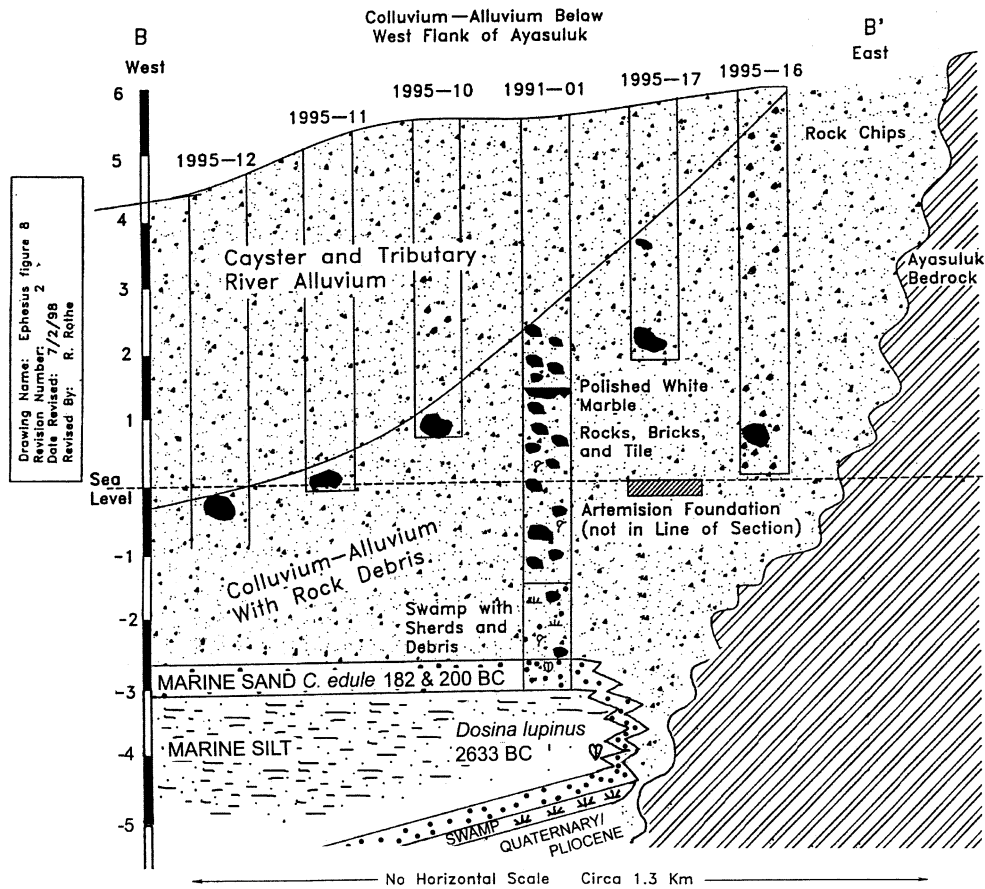 Colluvium—Alluvium Below
West Flank of Ayasuluk
B
West
B'
East
1995—12
1995—11
1995—10
1991—01
1995—17
1995—16
6
5
4
3
2
1
Sea
Level
-1
-2
-3
-4
-5
Drawing Name: Ephesus figure 8
Revision Number: 2
Date Revised: 7/2/98
Revised By: R. Rothe
Rock Chips
Cayster and Tributary
River Alluvium
Ayasuluk
Bedrock
Polished White
Marble
Rocks, Bricks,
and Tile
Artemision Foundation
(not in Line of Section)
Colluvium—Alluvium
With Rock Debris
Swamp with
Sherds and
Debris
MARINE SAND C. edule 182 & 200 BC
Dosina lupinus
2633 BC
MARINE SILT
SWAMP
QUATERNARY/
PLIOCENE
No Horizontal Scale Circa 1.3 Km